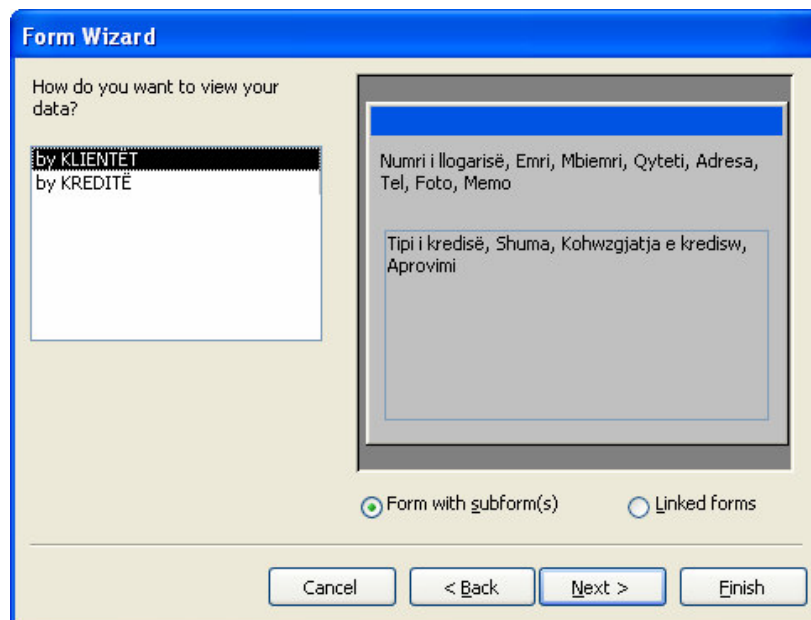 Form Wizard
How do you want to view your
data?
by KLIENTËT
by KREDITË
Numri i llogarisë, Emri, Mbiemri, Qyteti, Adresa,
Tel, Foto, Memo
Tipi i kredisë, Shuma, Kohwzgjatja e kredisw,
Aprovimi
Form with subform(s)
Linked forms
Cancel
< Back
Next >
Finish